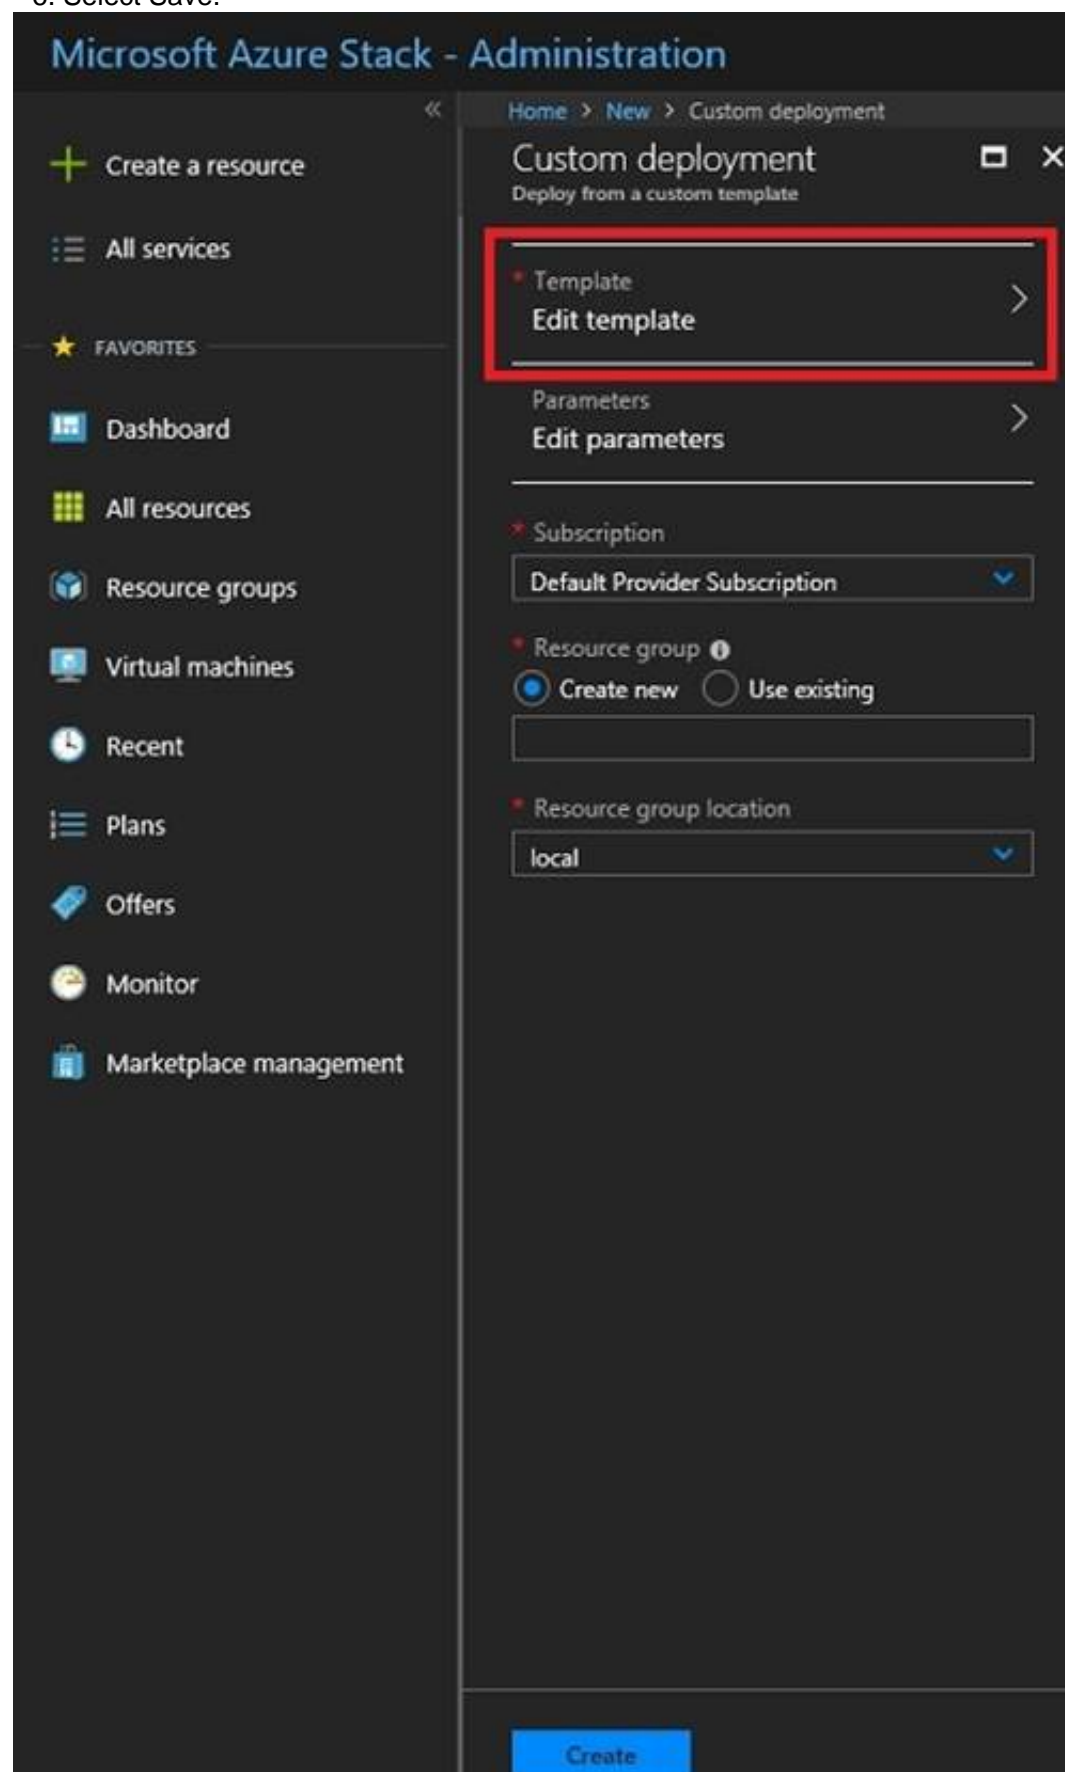 Select Save.
Microsoft Azure Stack - Administration
«
Home > New > Custom deployment
Create a resource
All services
FAVORITES
Dashboard
All resources
Resource groups
Virtual machines
Recent
Plans
Offers
Monitor
Marketplace management
Custom deployment
Deploy from a custom template
* Template
Edit template
Parameters
Edit parameters
* Subscription
Default Provider Subscription
* Resource group
Create new Use existing
* Resource group location
local
Create